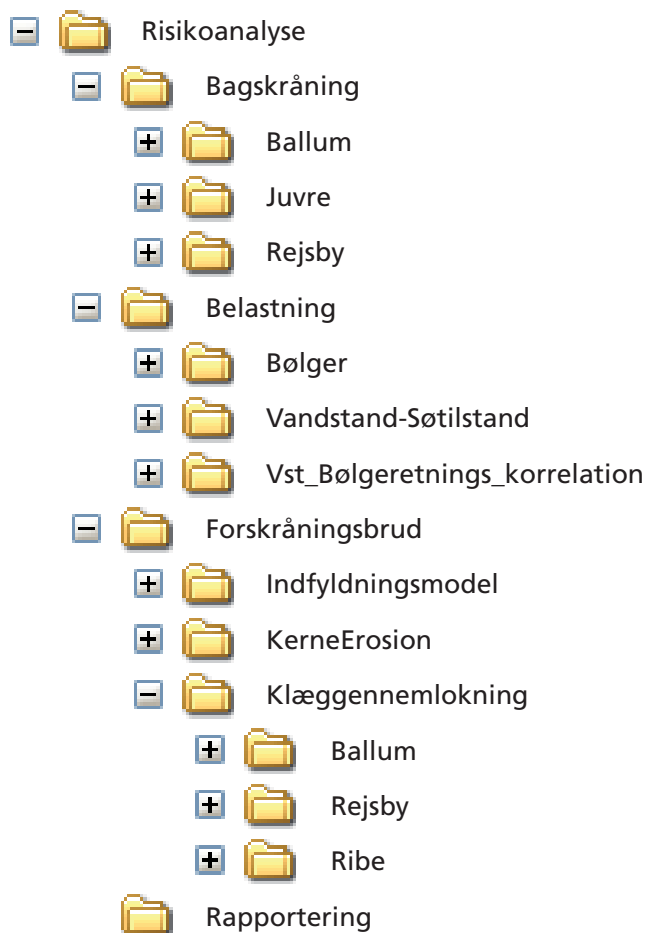 Risikoanalyse
Bagskråning
Ballum
Juvre
Rejsby
Belastning
Bølger
Vandstand-Søtilstand
Vst_Bølgeretnings_korrelation
Forskråningsbrud
Indfyldningsmodel
KerneErosion
Klæggennemlokning
Ballum
Rejsby
Ribe
Rapportering